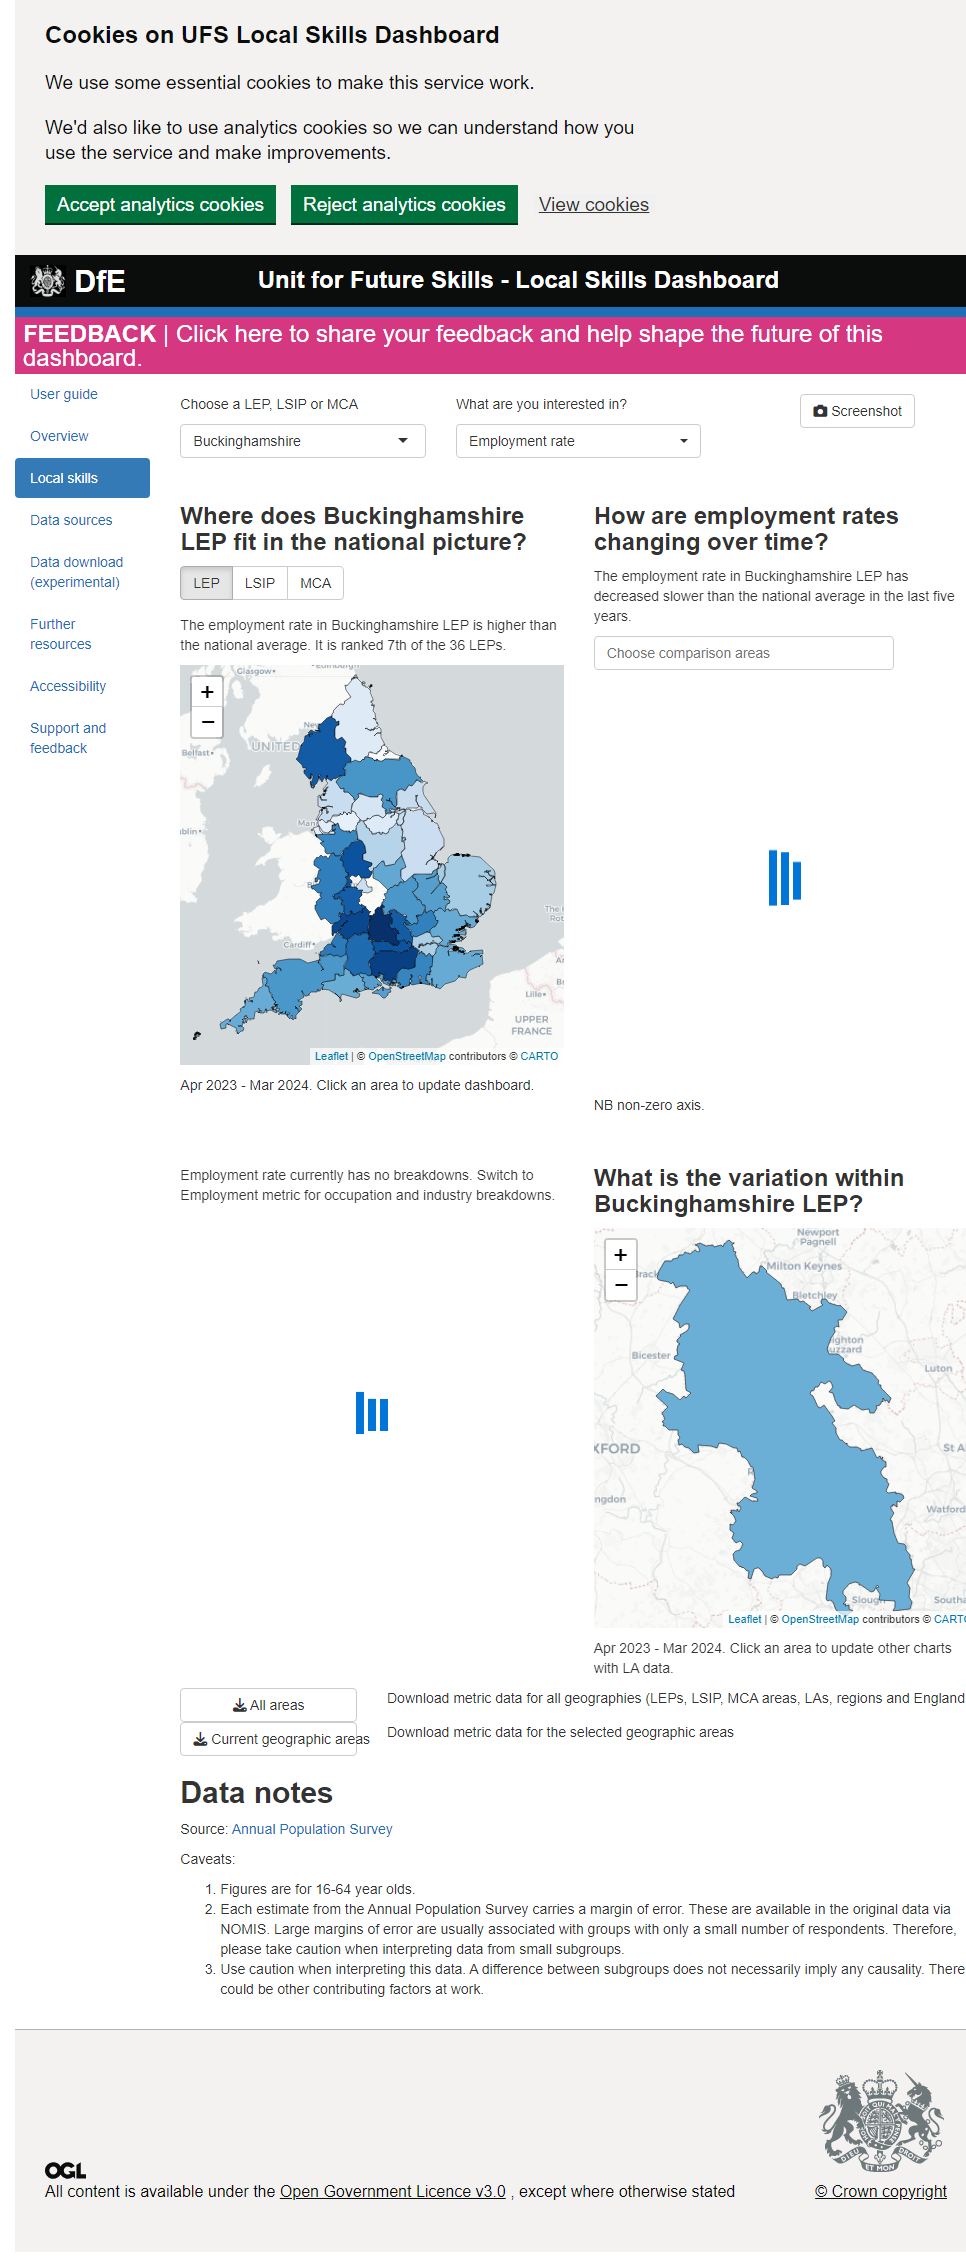 Cookies on UFS Local Skills Dashboard
We use some essential cookies to make this service work.
We'd also like to use analytics cookies so we can understand how you
use the service and make improvements.
Accept analytics cookies
Reject analytics cookies
View cookies
DfE
Unit for Future Skills - Local Skills Dashboard
FEEDBACK | Click here to share your feedback and help shape the future of this
dashboard.
User guide
Overview
Local skills
Data sources
Data download
(experimental)
Further
resources
Accessibility
Support and
feedback
Choose a LEP, LSIP or MCA
Buckinghamshire
What are you interested in?
Employment rate
Screenshot
Where does Buckinghamshire
LEP fit in the national picture?
LEP
LSIP
MCA
The employment rate in Buckinghamshire LEP is higher than
the national average. It is ranked 7th of the 36 LEPs.
+
−
Glasgow
Edinburgh
UNITED
Belfast
blin
Man
Cardiff
Lille
UPPER
FRANCE
Leaflet | © OpenStreetMap contributors © CARTO
Apr 2023 - Mar 2024. Click an area to update dashboard.
How are employment rates
changing over time?
The employment rate in Buckinghamshire LEP has
decreased slower than the national average in the last five
years.
Choose comparison areas
NB non-zero axis.
Employment rate currently has no breakdowns. Switch to
Employment metric for occupation and industry breakdowns.
What is the variation within
Buckinghamshire LEP?
+
−
Newport
Pagnell
Milton Keynes
Bletchley
Bicester
Luton
XFORD
St A
ngdon
Watford
Slough
South
Leaflet | © OpenStreetMap contributors © CART
Apr 2023 - Mar 2024. Click an area to update other charts
with LA data.
All areas
Download metric data for all geographies (LEPs, LSIP, MCA areas, LAs, regions and England
Current geographic areas
Download metric data for the selected geographic areas
Data notes
Source: Annual Population Survey
Caveats:
1. Figures are for 16-64 year olds.
2. Each estimate from the Annual Population Survey carries a margin of error. These are available in the original data via
NOMIS. Large margins of error are usually associated with groups with only a small number of respondents. Therefore,
please take caution when interpreting data from small subgroups.
3. Use caution when interpreting this data. A difference between subgroups does not necessarily imply any causality. There
could be other contributing factors at work.
OGL
All content is available under the Open Government Licence v3.0 , except where otherwise stated
© Crown copyright